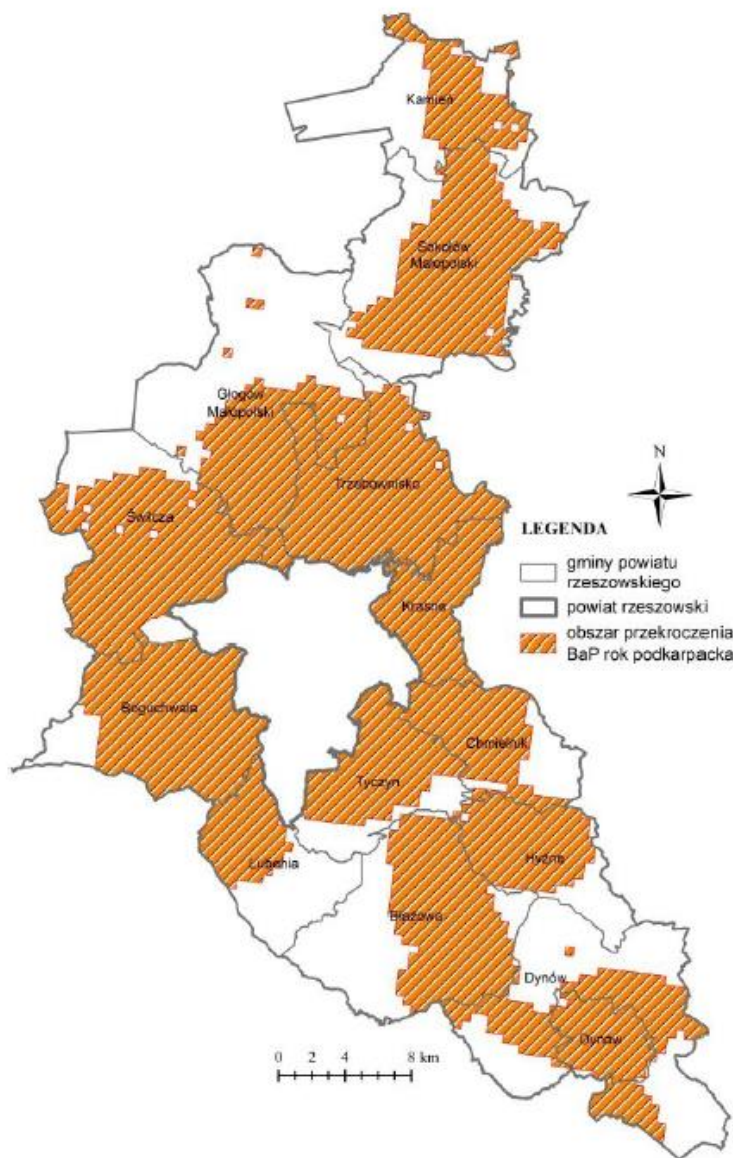 Kamień
Sokołów
Małopolski
Głogów
Małopolski
Trzebownisko
Świlcza
N
LEGENDA
gminy powiatu
rzeszowskiego
powiat rzeszowski
obszar przekroczenia
BaP rok podkarpacka
Krasne
Boguchwała
Chmielnik
Tyczyn
Lubenia
Hyżne
Błażowa
Dynów
Dynów
0 2 4 8 km